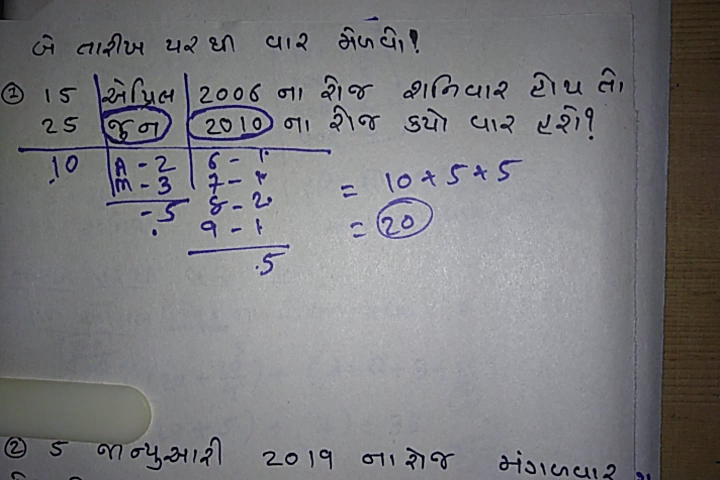 બે તારીખ પરથી વાર મેળવો!
① 15 એપ્રિલ 2006 ના રોજ શનિવાર હોય તો
25 જૂન 2010 ના રોજ કયો વાર હશે?
10 A - 2 6 - 1
M - 3 7 - 1 = 10 + 5 + 5
- 5 8 - 2
9 - 1 = 20
.5
② 5 જાન્યુઆરી 2019 ના રોજ મંગળવાર